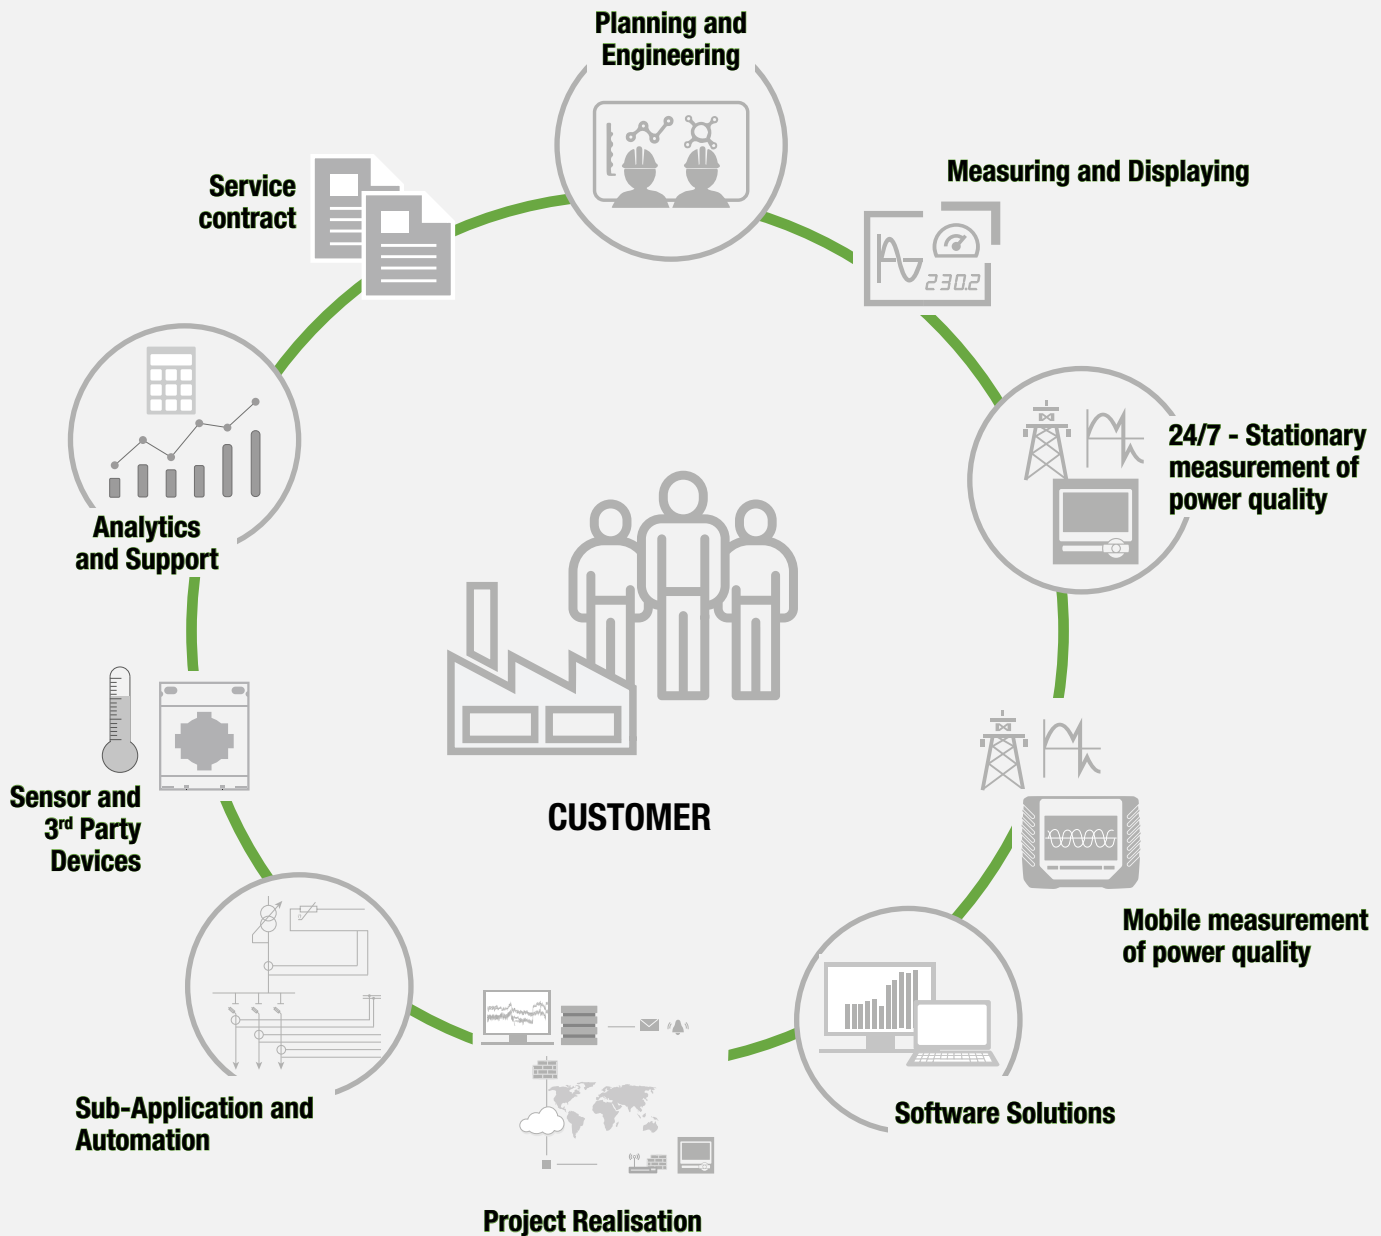 Planning and
Engineering
Measuring and Displaying
Service
contract
230.2
24/7 - Stationary
measurement of
power quality
Analytics
and Support
Sensor and
3rd Party
Devices
CUSTOMER
Mobile measurement
of power quality
Sub-Application and
Automation
Software Solutions
Project Realisation